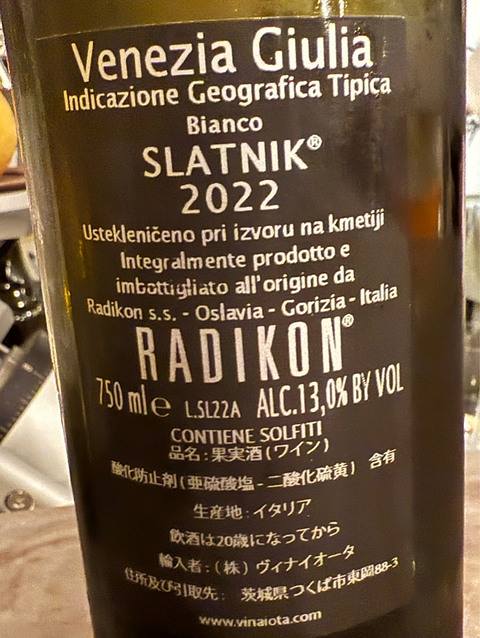 Venezia Giulia
Indicazione Geografica Tipica
Bianco
SLATNIK®
2022
Ustekleničeno pri izvoru na kmetiji
Integralmente prodotto e
imbottigliato all'origine da
Radikon s.s. - Oslavia - Gorizia - Italia
RADIKON®
750 ml e L.SL22A ALC.13,0% BY VOL
CONTIENE SOLFITI
品名:果実酒(ワイン)
酸化防止剤(亜硫酸塩-二酸化硫黄) 含有
生産地:イタリア
飲酒は20歳になってから
輸入者:(株)ヴィナイオータ
住所及び引取先: 茨城県つくば市東岡88-3
www.vinaiota.com